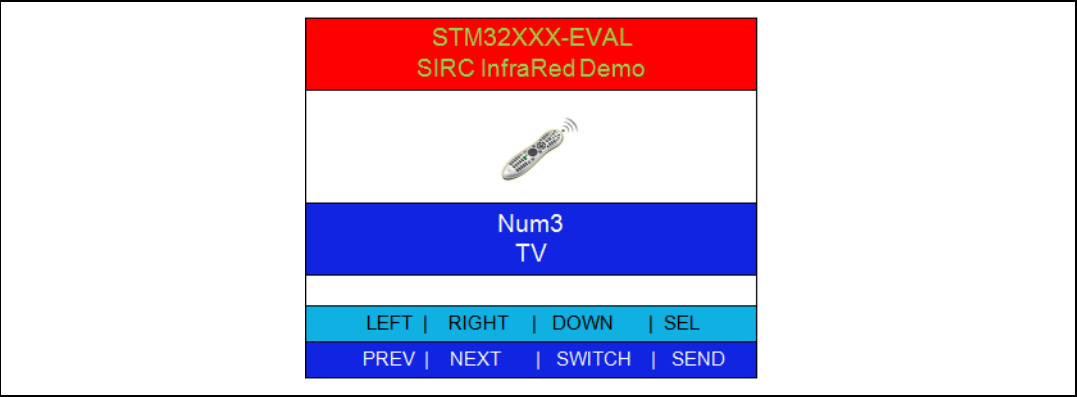 STM32XXX-EVAL
SIRC InfraRed Demo
Num3
TV
LEFT | RIGHT | DOWN | SEL
PREV | NEXT | SWITCH | SEND